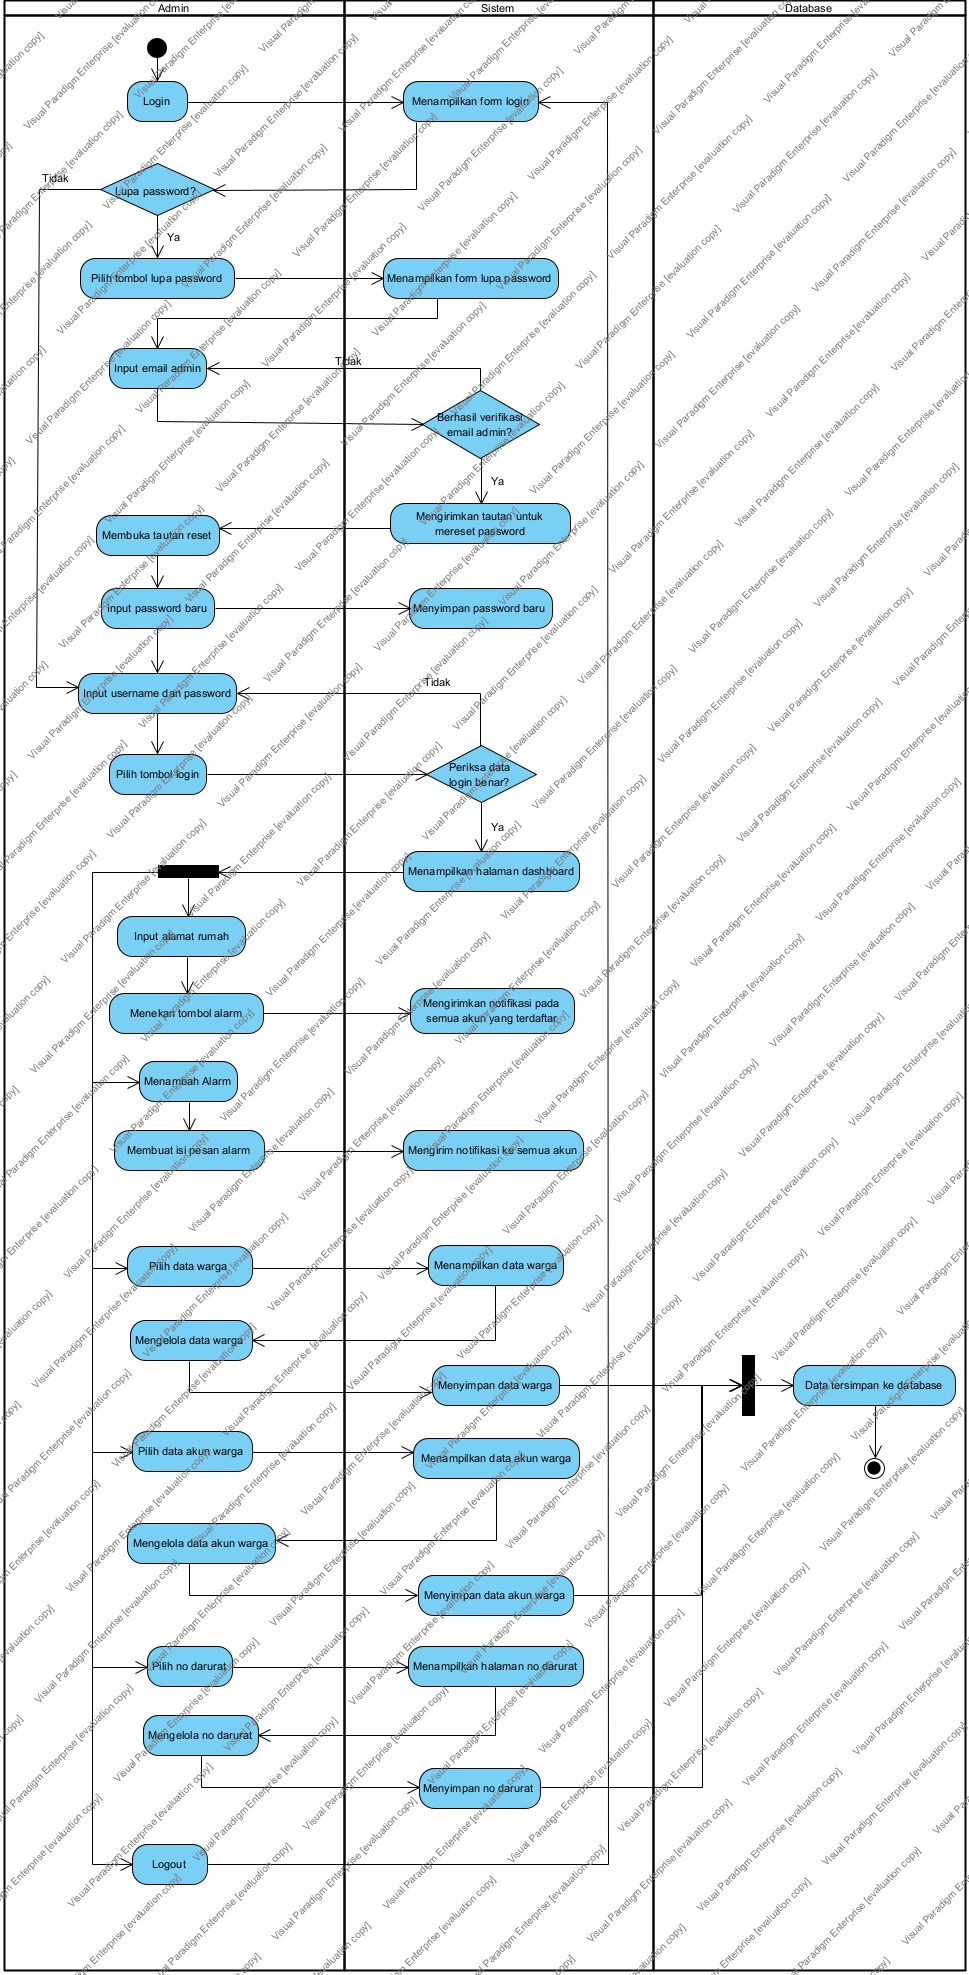 Admin
Sistem
Database
Login
Menampilkan form login
Tidak
Lupa password?
Ya
Pilih tombol lupa password
Menampilkan form lupa password
Tidak
Input email admin
Berhasil verifikasi
email admin?
Ya
Mengirimkan tautan untuk
mereset password
Membuka tautan reset
Input password baru
Menyimpan password baru
Tidak
Input username dan password
Pilih tombol login
Periksa data
login benar?
Ya
Menampilkan halaman dashboard
Input alamat rumah
Menekan tombol alarm
Mengirimkan notifikasi pada
semua akun yang terdaftar
Menambah Alarm
Membuat isi pesan alarm
Mengirim notifikasi ke semua akun
Pilih data warga
Menampilkan data warga
Mengelola data warga
Menyimpan data warga
Data tersimpan ke database
Pilih data akun warga
Menampilkan data akun warga
Mengelola data akun warga
Menyimpan data akun warga
Pilih no darurat
Menampilkan halaman no darurat
Mengelola no darurat
Menyimpan no darurat
Logout
Visual Paradigm Enterprise [evaluation copy]